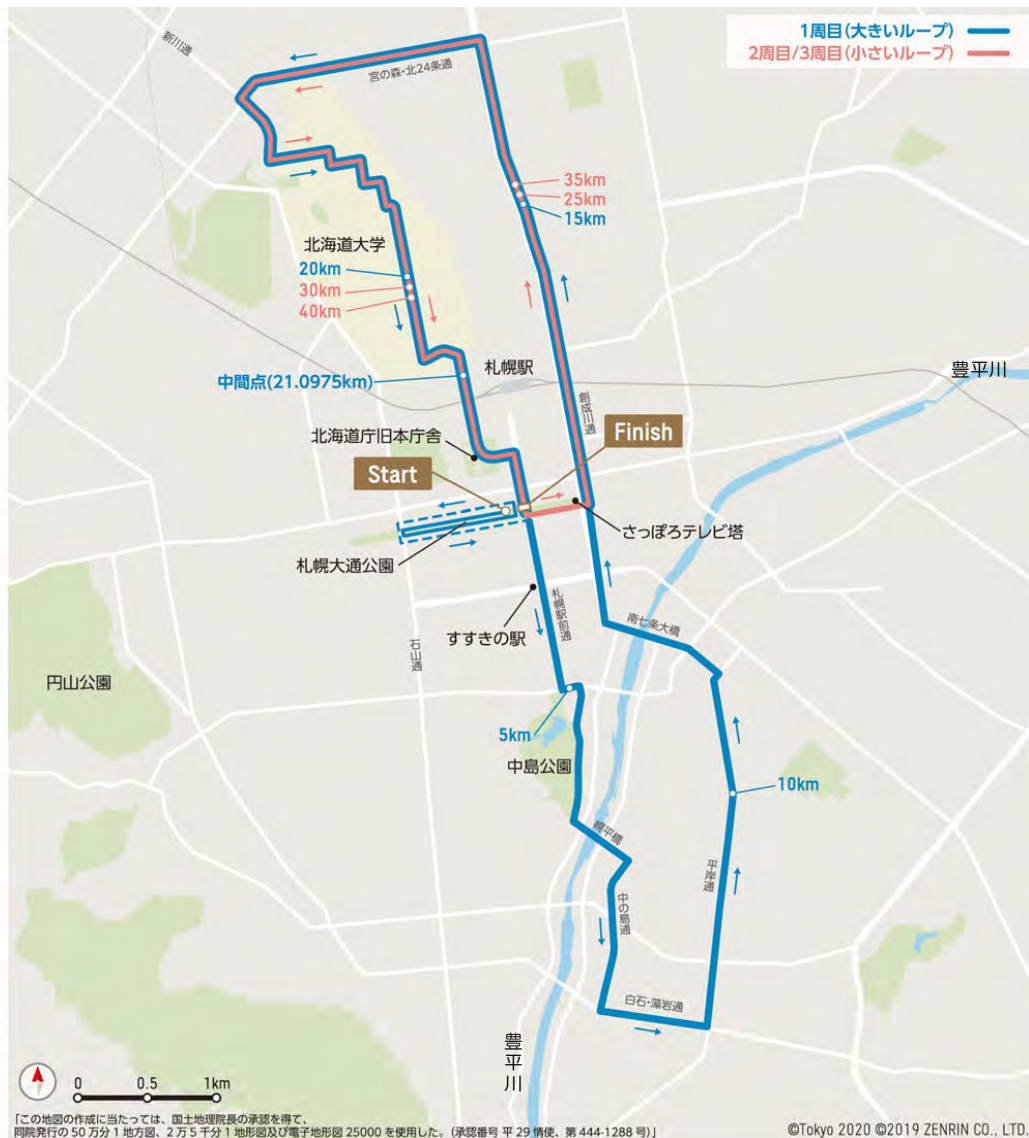 1周目(大きいループ)
2周目/3周目(小さいループ)
新川通
宮の森・北24条通
35km
25km
15km
北海道大学
20km
30km
40km
中間点(21.0975km)
札幌駅
豊平川
創成川通
北海道庁旧本庁舎
Finish
Start
さっぽろテレビ塔
札幌大通公園
すすきの駅
札幌駅前通
石山通
南七条大橋
円山公園
5km
中島公園
10km
幌平橋
平岸通
中の島通
白石・藻岩通
豊平川
0 0.5 1km
「この地図の作成に当たっては、国土地理院長の承認を得て、
同院発行の50万分1地方図、2万5千分1地形図及び電子地形図25000を使用した。(承認番号 平29情使、第444-1288号)」
©Tokyo 2020 ©2019 ZENRIN CO., LTD.